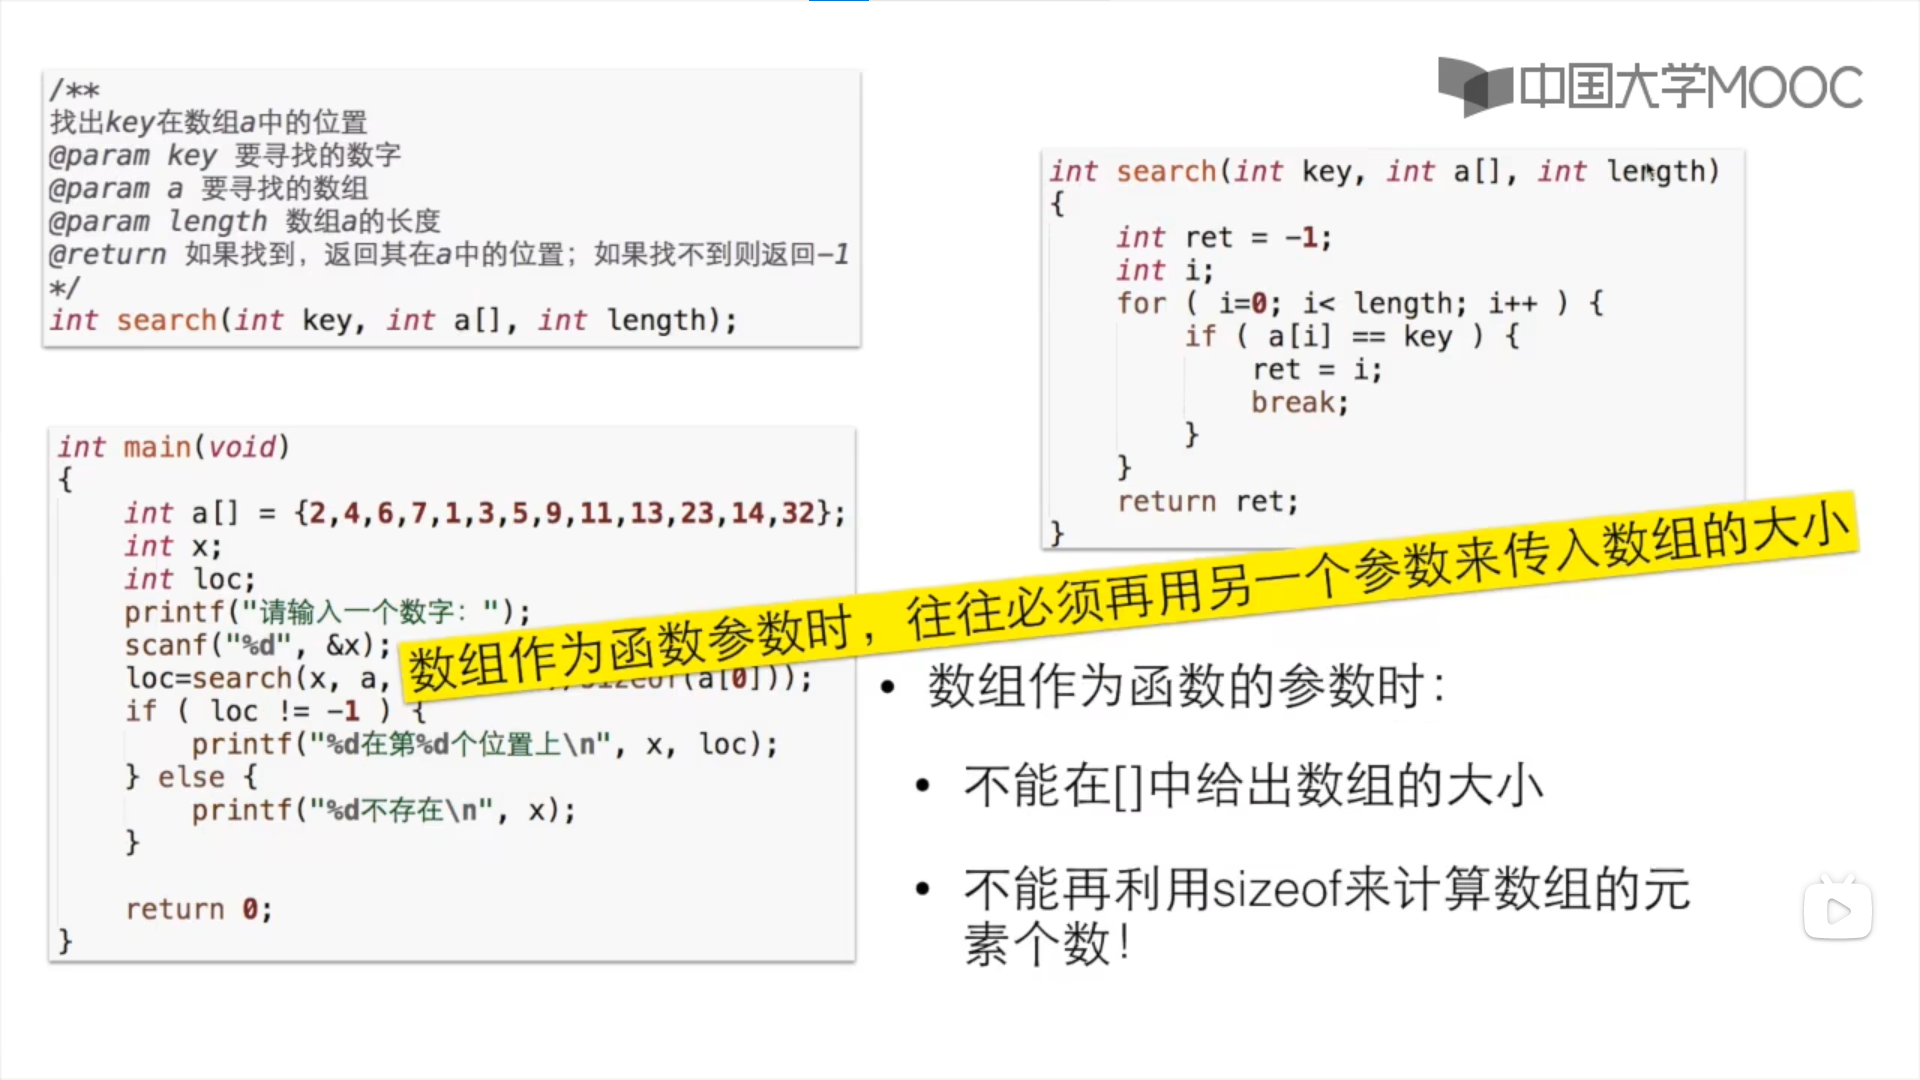 /**
找出key在数组a中的位置
@param key 要寻找的数字
@param a 要寻找的数组
@param length 数组a的长度
@return 如果找到，返回其在a中的位置；如果找不到则返回-1
*/
int search(int key, int a[], int length);
int main(void)
{
int a[] = {2,4,6,7,1,3,5,9,11,13,23,14,32};
int x;
int loc;
printf("请输入一个数字：");
scanf("%d", &x);
loc=search(x, a, sizeof(a[0]));
if ( loc != -1 ) {
printf("%d在第%d个位置上\n", x, loc);
} else {
printf("%d不存在\n", x);
}
return 0;
}
中国大学MOOC
int search(int key, int a[], int length)
{
int ret = -1;
int i;
for ( i=0; i< length; i++ ) {
if ( a[i] == key ) {
ret = i;
break;
}
}
return ret;
}
数组作为函数参数时，往往必须再用另一个参数来传入数组的大小
• 数组作为函数的参数时：
• 不能在[]中给出数组的大小
• 不能再利用sizeof来计算数组的元
素个数！